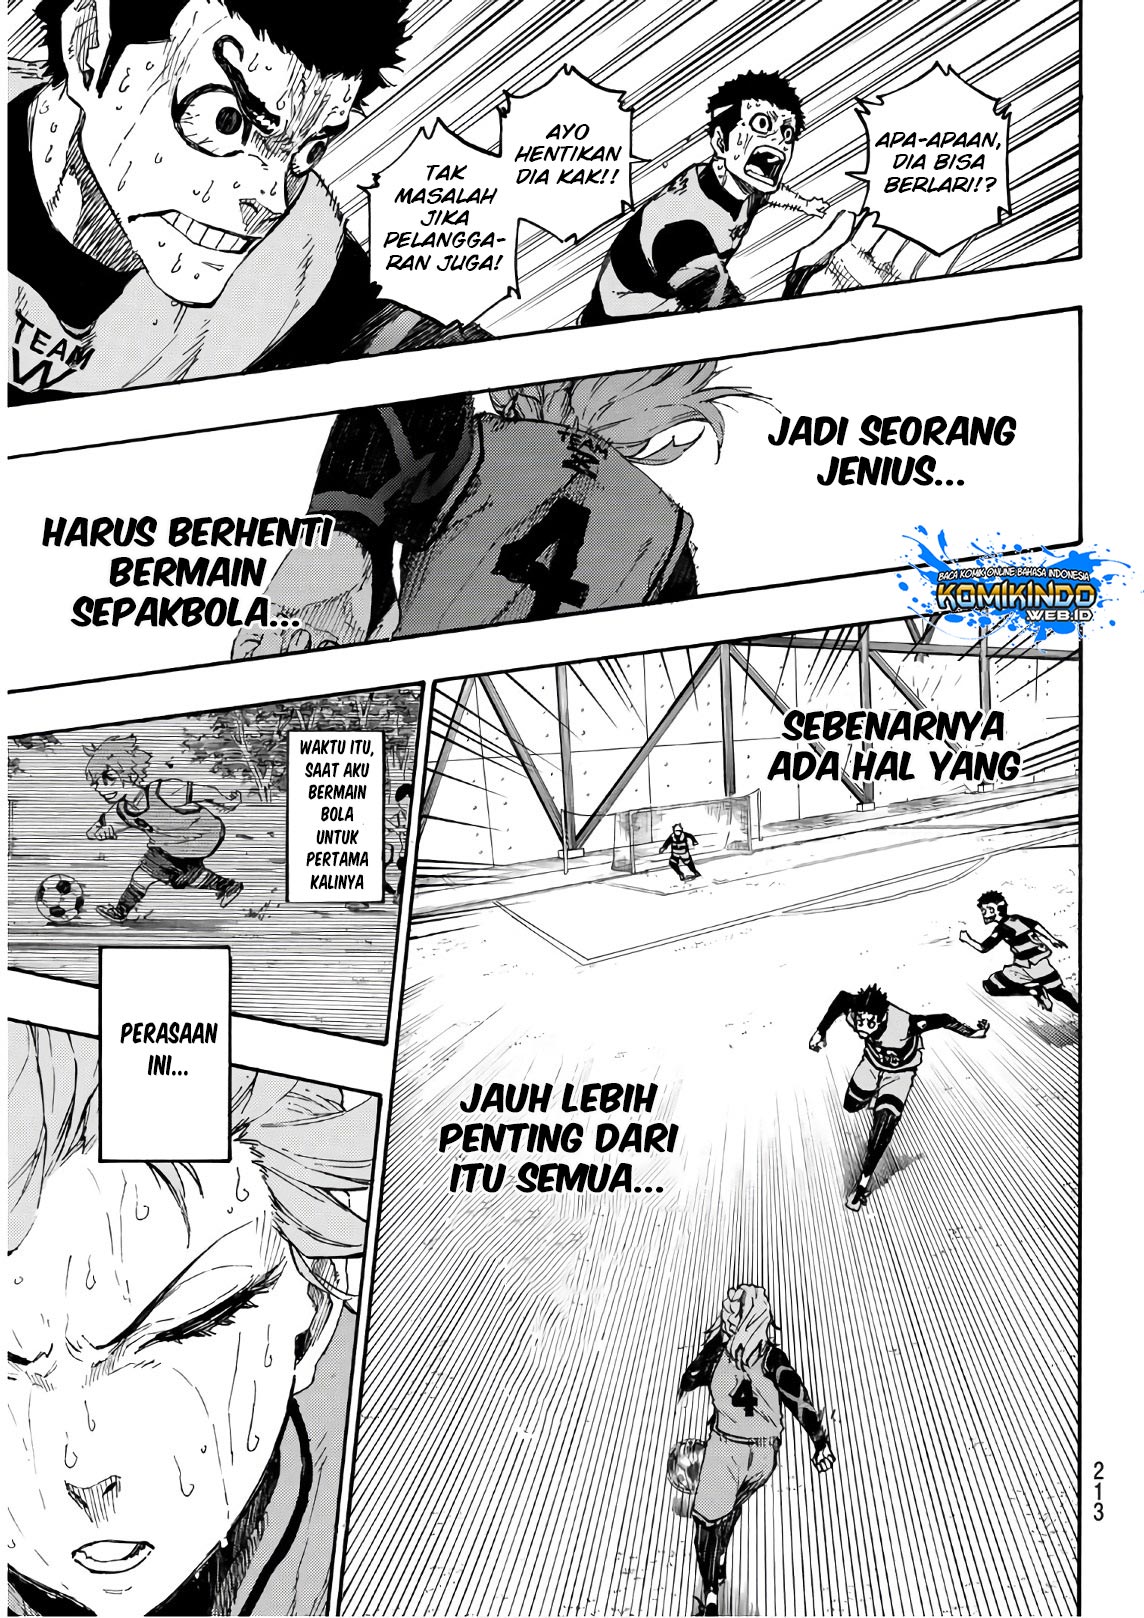 APA-APAAN,
DIA BISA
BERLARI!?
AYO
HENTIKAN
DIA KAK!!
TAK
MASALAH
JIKA
PELANGGA-
RAN JUGA!
TEAM
W
JADI SEORANG
JENIUS...
TEAM
Z
4
HARUS BERHENTI
BERMAIN
SEPAKBOLA...
BACA KOMIK ONLINE BAHASA INDONESIA
KOMIKINDO
WEB.ID
SEBENARNYA
ADA HAL YANG
JAUH LEBIH
PENTING DARI
ITU SEMUA...
4
WAKTU ITU,
SAAT AKU
BERMAIN
BOLA
UNTUK
PERTAMA
KALINYA
PERASAAN
INI...
213